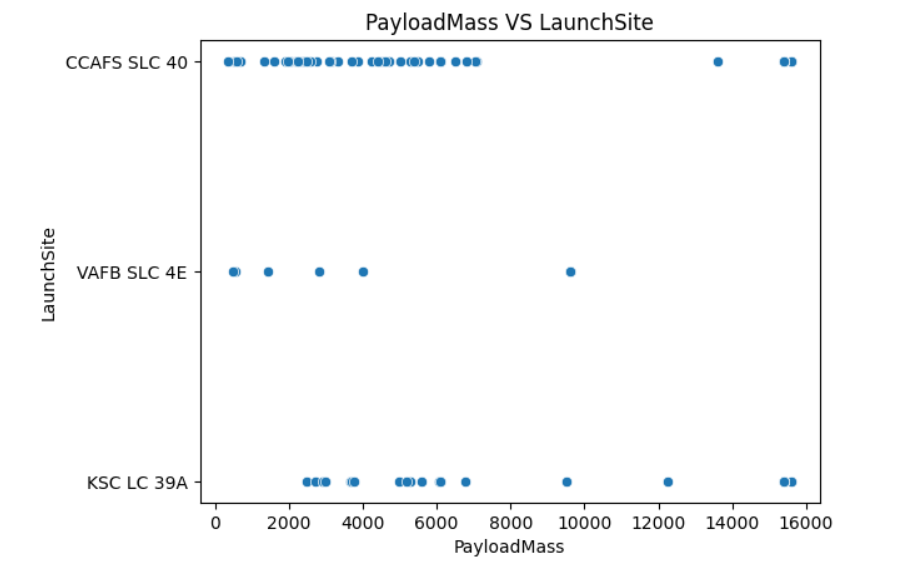 PayloadMass VS LaunchSite
CCAFS SLC 40
VAFB SLC 4E
KSC LC 39A
LaunchSite
0 2000 4000 6000 8000 10000 12000 14000 16000
PayloadMass